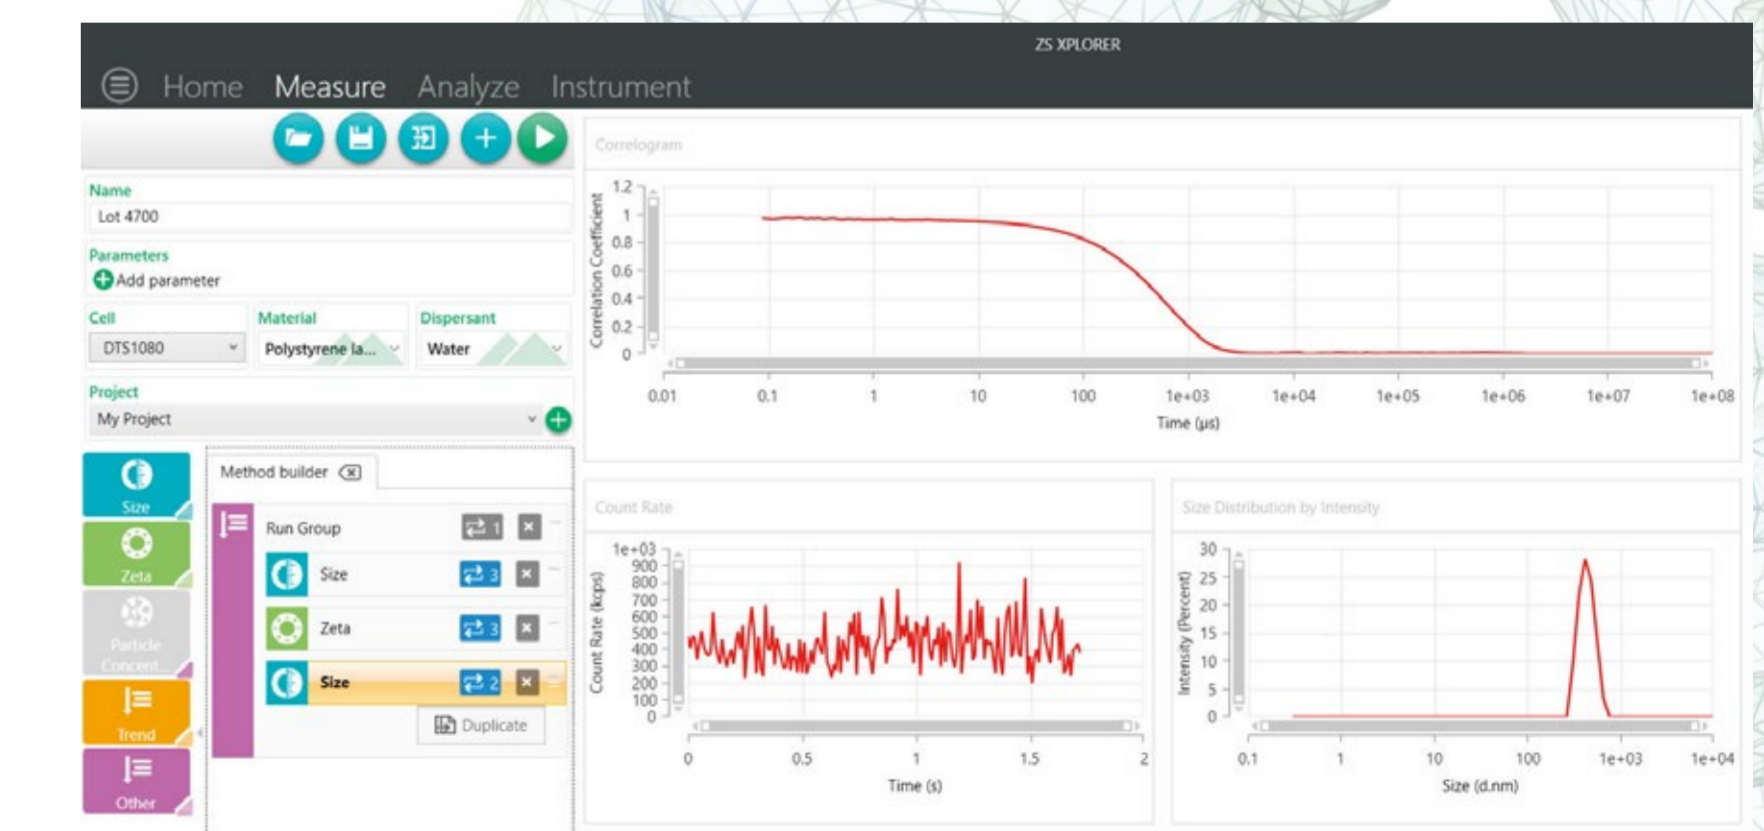 ZS XPLORER
Home Measure Analyze Instrument
Name
Lot 4700
Parameters
Add parameter
Cell Material Dispersant
DTS1080 Polystyrene la... Water
Project
My Project
Size
Zeta
Particle
Concent...
Trend
Other
Method builder
Run Group 1
Size 3
Zeta 3
Size 2
Duplicate
Correlogram
Correlation Coefficient
1.2
1
0.8
0.6
0.4
0.2
0
0.01 0.1 1 10 100 1e+03 1e+04 1e+05 1e+06 1e+07 1e+08
Time (µs)
Count Rate
Count Rate (kcps)
1e+03
900
800
700
600
500
400
300
200
100
0
0 0.5 1 1.5 2
Time (s)
Size Distribution by Intensity
Intensity (Percent)
30
25
20
15
10
5
0
0.1 1 10 100 1e+03 1e+04
Size (d.nm)